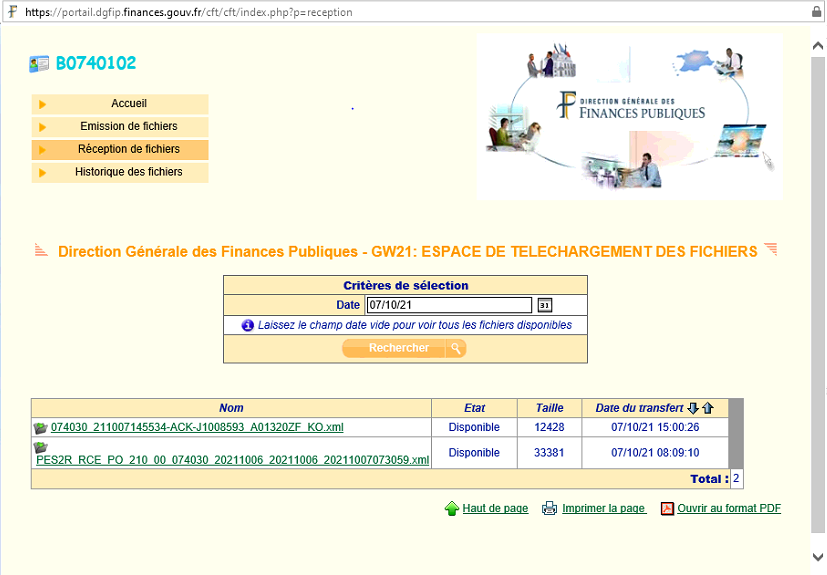 https://portail.dgfip.finances.gouv.fr/cft/cft/index.php?p=reception
B0740102
Accueil
Emission de fichiers
Réception de fichiers
Historique des fichiers
DIRECTION GÉNÉRALE DES
FINANCES PUBLIQUES
Direction Générale des Finances Publiques - GW21: ESPACE DE TELECHARGEMENT DES FICHIERS
Critères de sélection
Date 07/10/21 31
Laissez le champ date vide pour voir tous les fichiers disponibles
Rechercher
Nom Etat Taille Date du transfert
074030_211007145534-ACK-J1008593_A01320ZF_KO.xml Disponible 12428 07/10/21 15:00:26
PES2R_RCE_PO_210_00_074030_20211006_20211006_20211007073059.xml Disponible 33381 07/10/21 08:09:10
Total : 2
Haut de page Imprimer la page Ouvrir au format PDF